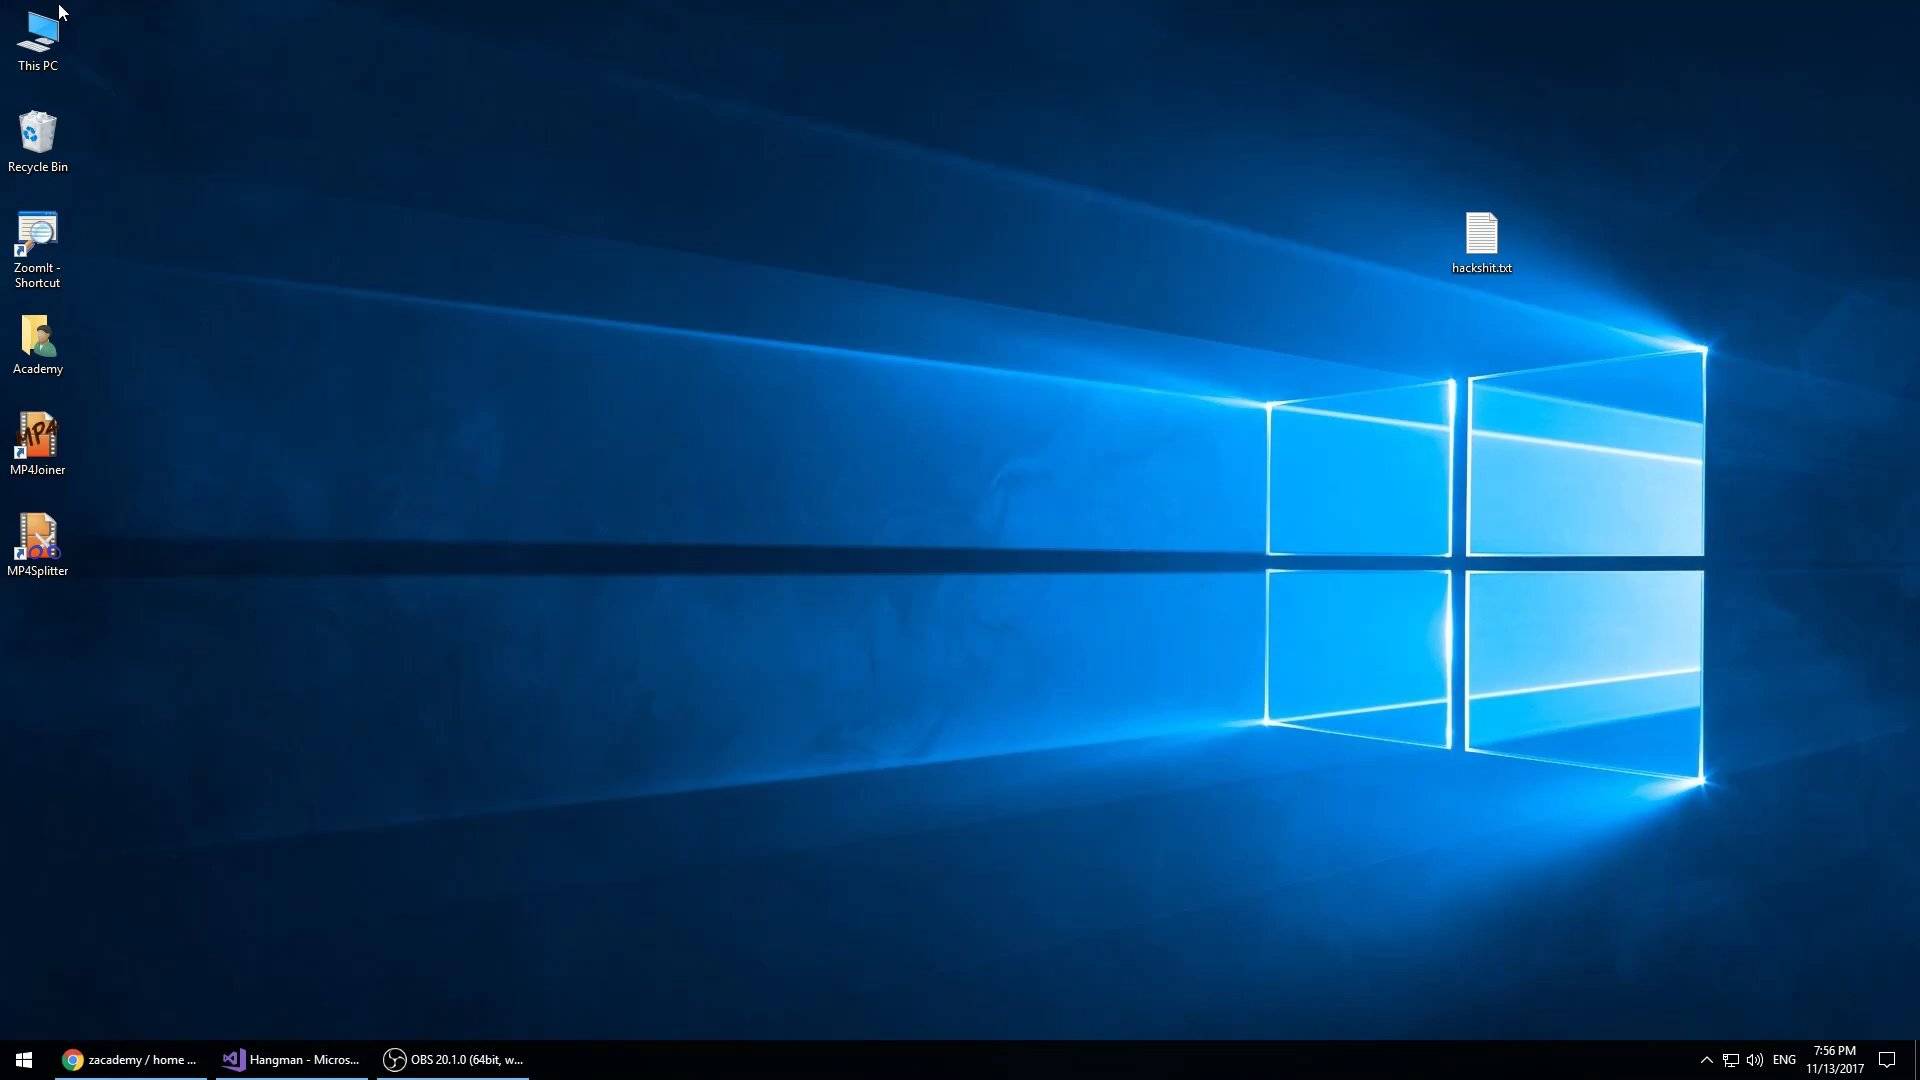 This PC
Recycle Bin
ZoomIt -
Shortcut
Academy
MP4
MP4Joiner
MP4Splitter
hackshit.txt
zacademy / home ...
Hangman - Micros...
OBS 20.1.0 (64bit, w...
ENG
7:56 PM
11/13/2017